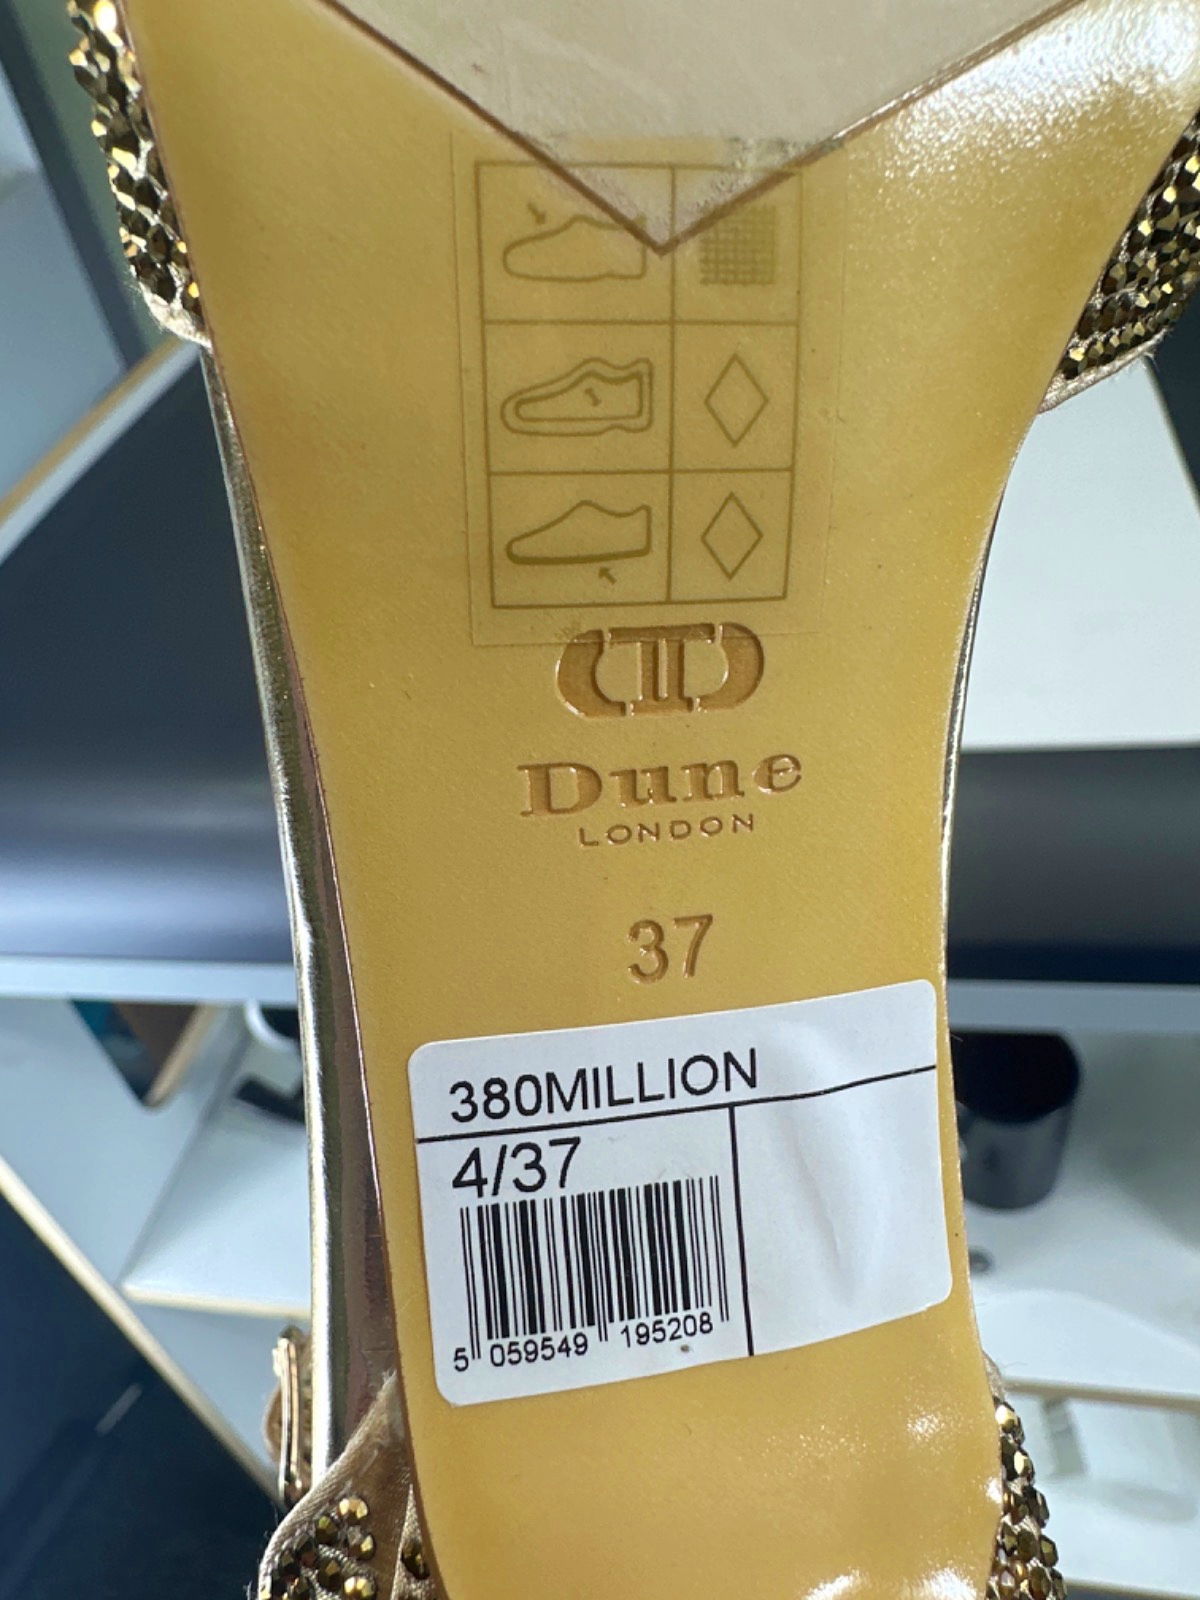 Dune
LONDON
37
380MILLION
4/37
5 059549 195208